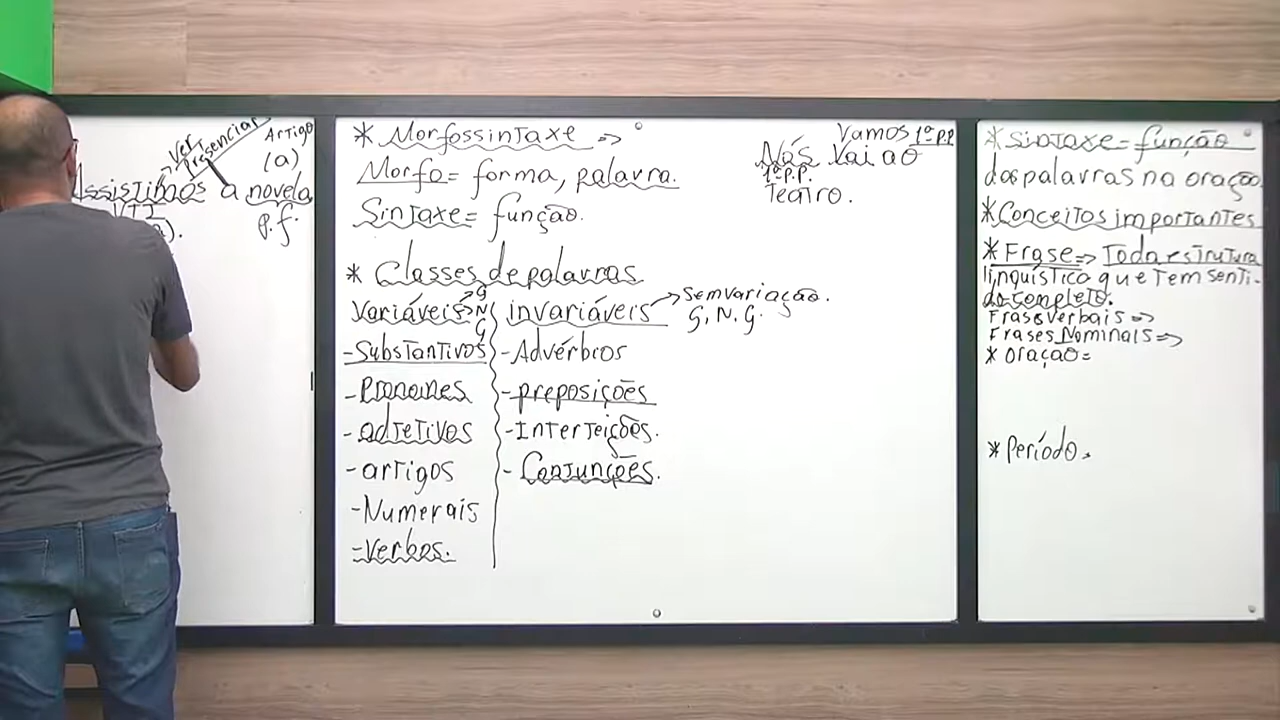 ver
presenciar
Artigo
(a)
Assistimos a novela
VTI
a).
p.f.
* Morfossintaxe =>
Morfo= forma, palavra.
Sintaxe= função.
* Classes de palavras
Variáveis G N G
-Substantivos
-Pronomes
-adjetivos
-artigos
-Numerais
-Verbos.
invariáveis -> Sem variação.
G, N, G.
-Advérbios
-preposições
-Interjeições.
-Conjunções.
Vamos 1ª P.P
Nós vai ao
1ª P.P.
Teatro.
* Sintaxe= função
das palavras na oração
* Conceitos importantes
* Frase=> Toda estrutura
linguística que tem senti-
do completo.
Frases verbais =>
Frases Nominais =>
* oração=
* Período.